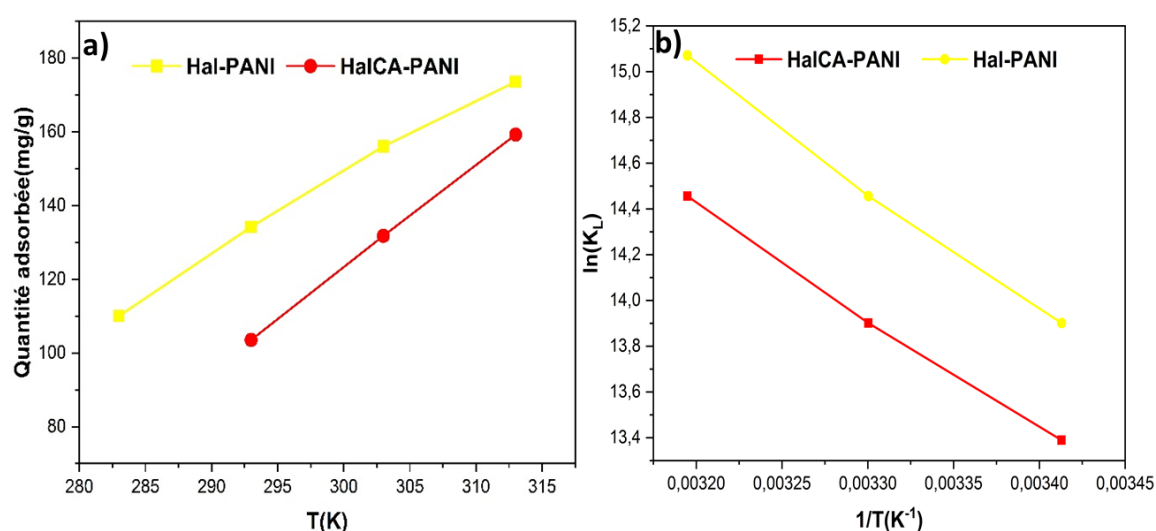 a)
Hal-PANI HalCA-PANI
Quantité adsorbée(mg/g)
180
160
140
120
100
80
280 285 290 295 300 305 310 315
T(K)
b)
HalCA-PANI Hal-PANI
ln(K_L)
15,2
15,0
14,8
14,6
14,4
14,2
14,0
13,8
13,6
13,4
0,00320 0,00325 0,00330 0,00335 0,00340 0,00345
1/T(K⁻¹)